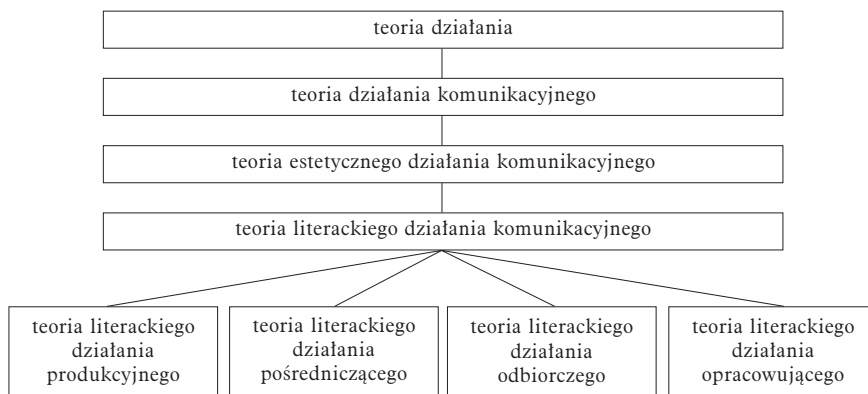 teoria działania
teoria działania komunikacyjnego
teoria estetycznego działania komunikacyjnego
teoria literackiego działania komunikacyjnego
teoria literackiego
działania
produkcyjnego
teoria literackiego
działania
pośredniczącego
teoria literackiego
działania
odbiorczego
teoria literackiego
działania
opracowującego